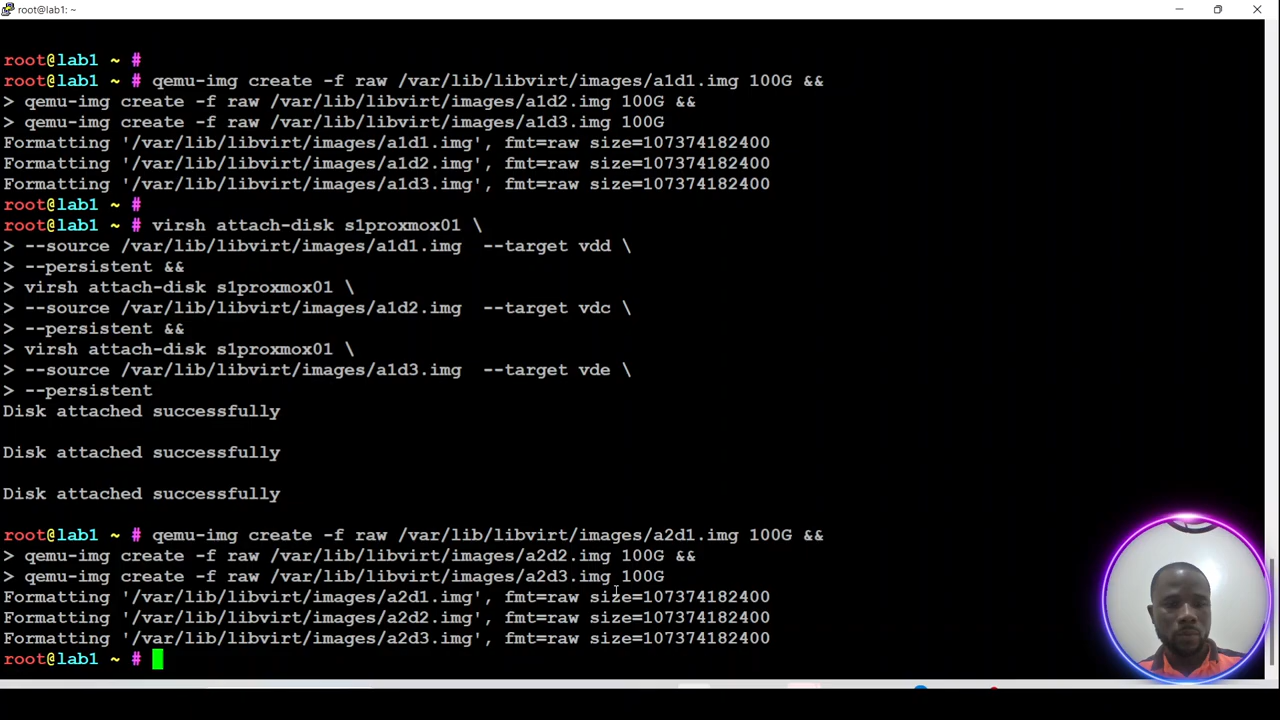 root@lab1: ~
root@lab1 ~ #
root@lab1 ~ # qemu-img create -f raw /var/lib/libvirt/images/a1d1.img 100G &&
> qemu-img create -f raw /var/lib/libvirt/images/a1d2.img 100G &&
> qemu-img create -f raw /var/lib/libvirt/images/a1d3.img 100G
Formatting '/var/lib/libvirt/images/a1d1.img', fmt=raw size=107374182400
Formatting '/var/lib/libvirt/images/a1d2.img', fmt=raw size=107374182400
Formatting '/var/lib/libvirt/images/a1d3.img', fmt=raw size=107374182400
root@lab1 ~ #
root@lab1 ~ # virsh attach-disk s1proxmox01 \
> --source /var/lib/libvirt/images/a1d1.img  --target vdd \
> --persistent &&
> virsh attach-disk s1proxmox01 \
> --source /var/lib/libvirt/images/a1d2.img  --target vdc \
> --persistent &&
> virsh attach-disk s1proxmox01 \
> --source /var/lib/libvirt/images/a1d3.img  --target vde \
> --persistent
Disk attached successfully
Disk attached successfully
Disk attached successfully
root@lab1 ~ # qemu-img create -f raw /var/lib/libvirt/images/a2d1.img 100G &&
> qemu-img create -f raw /var/lib/libvirt/images/a2d2.img 100G &&
> qemu-img create -f raw /var/lib/libvirt/images/a2d3.img 100G
Formatting '/var/lib/libvirt/images/a2d1.img', fmt=raw size=107374182400
Formatting '/var/lib/libvirt/images/a2d2.img', fmt=raw size=107374182400
Formatting '/var/lib/libvirt/images/a2d3.img', fmt=raw size=107374182400
root@lab1 ~ #